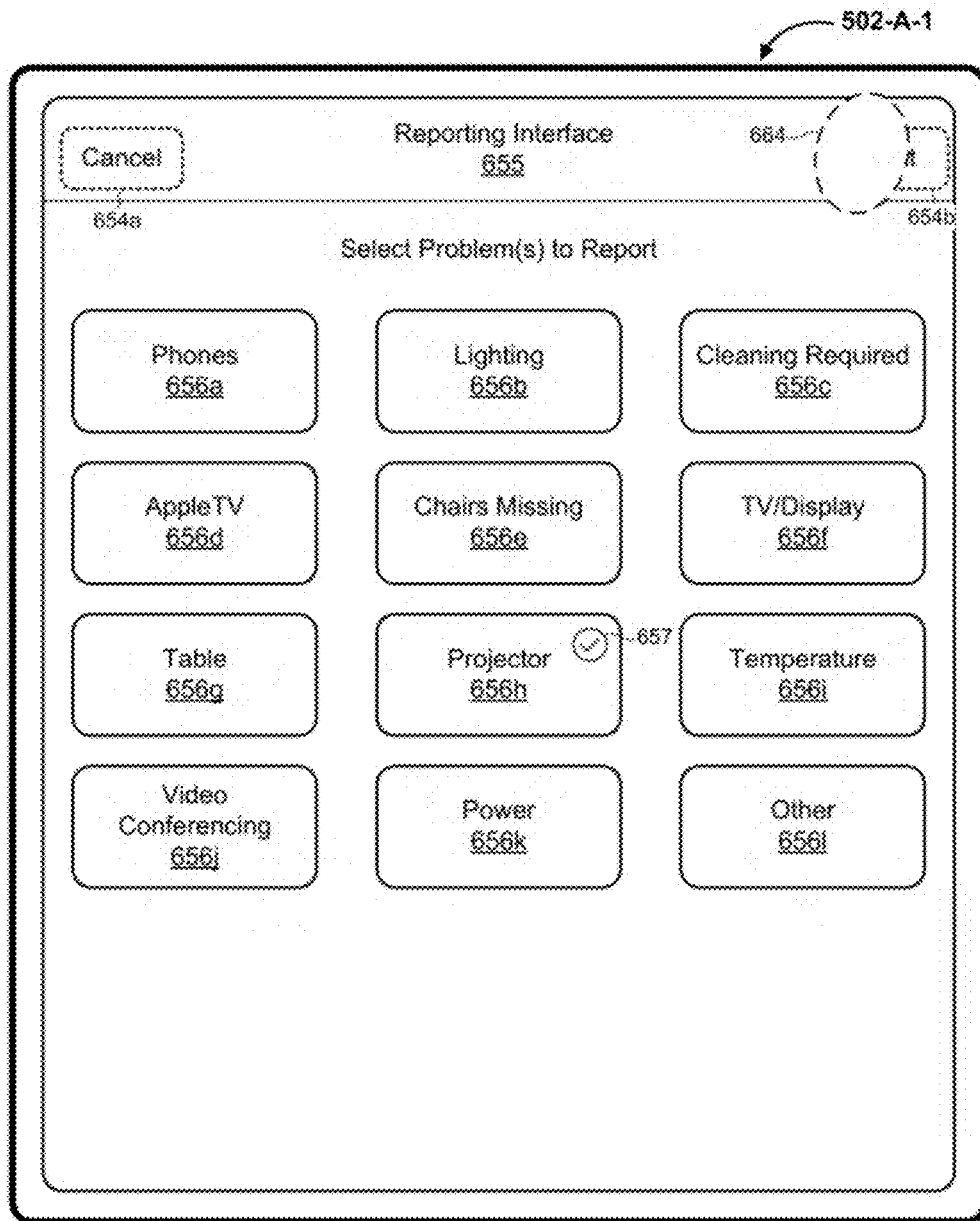 502-A-1
Cancel
Reporting Interface
655
664
654a
654b
Select Problem(s) to Report
Phones
656a
Lighting
656b
Cleaning Required
656c
AppleTV
656d
Chairs Missing
656e
TV/Display
656f
Table
656g
Projector
656h
657
Temperature
656i
Video
Conferencing
656j
Power
656k
Other
656l